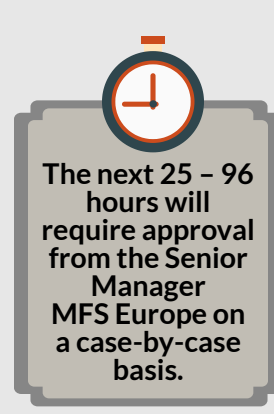 The next 25 – 96
hours will
require approval
from the Senior
Manager
MFS Europe on
a case-by-case
basis.